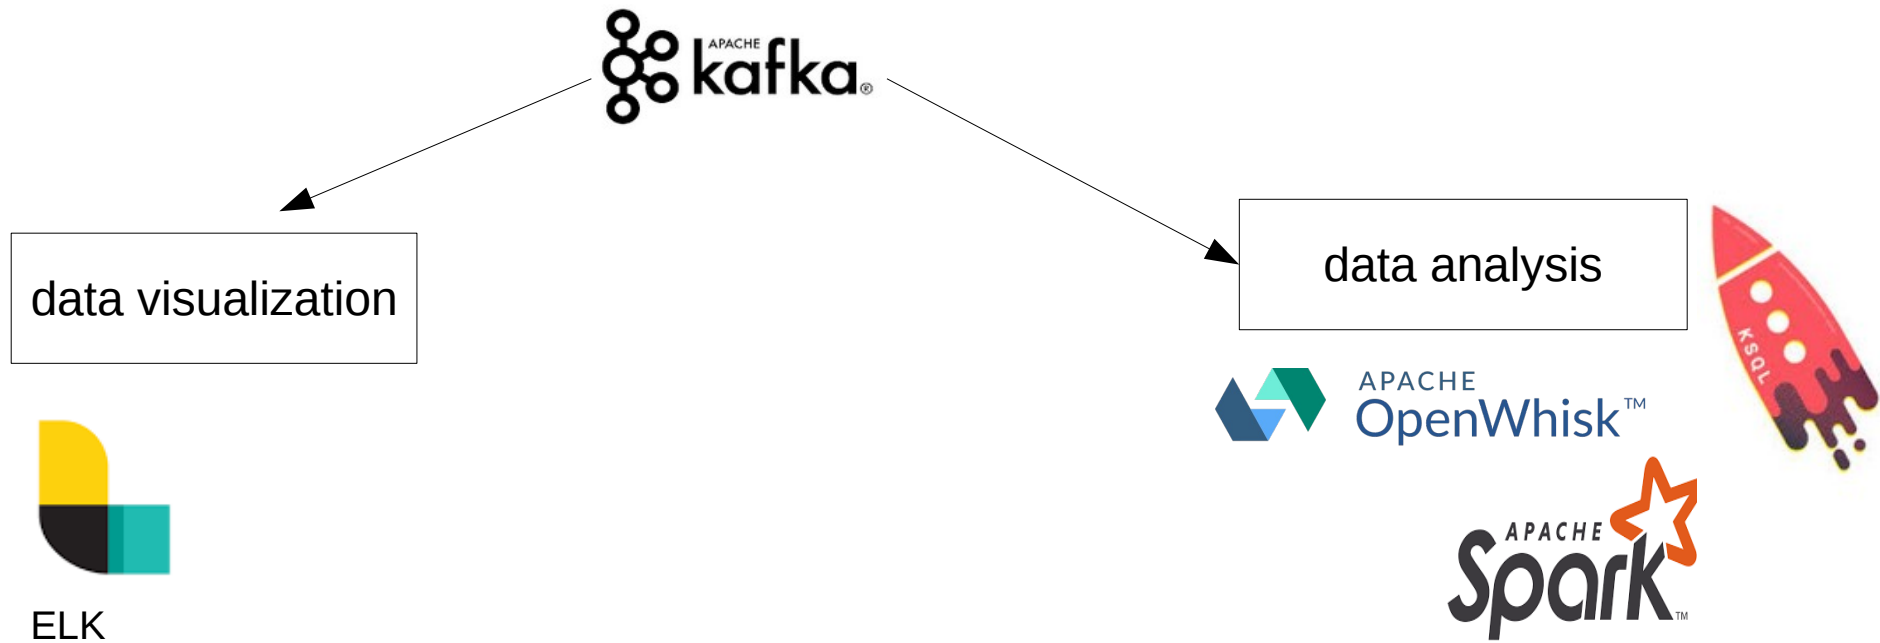 APACHE
kafka®
data visualization
data analysis
KSQL
APACHE
OpenWhisk™
APACHE
Spark™
ELK